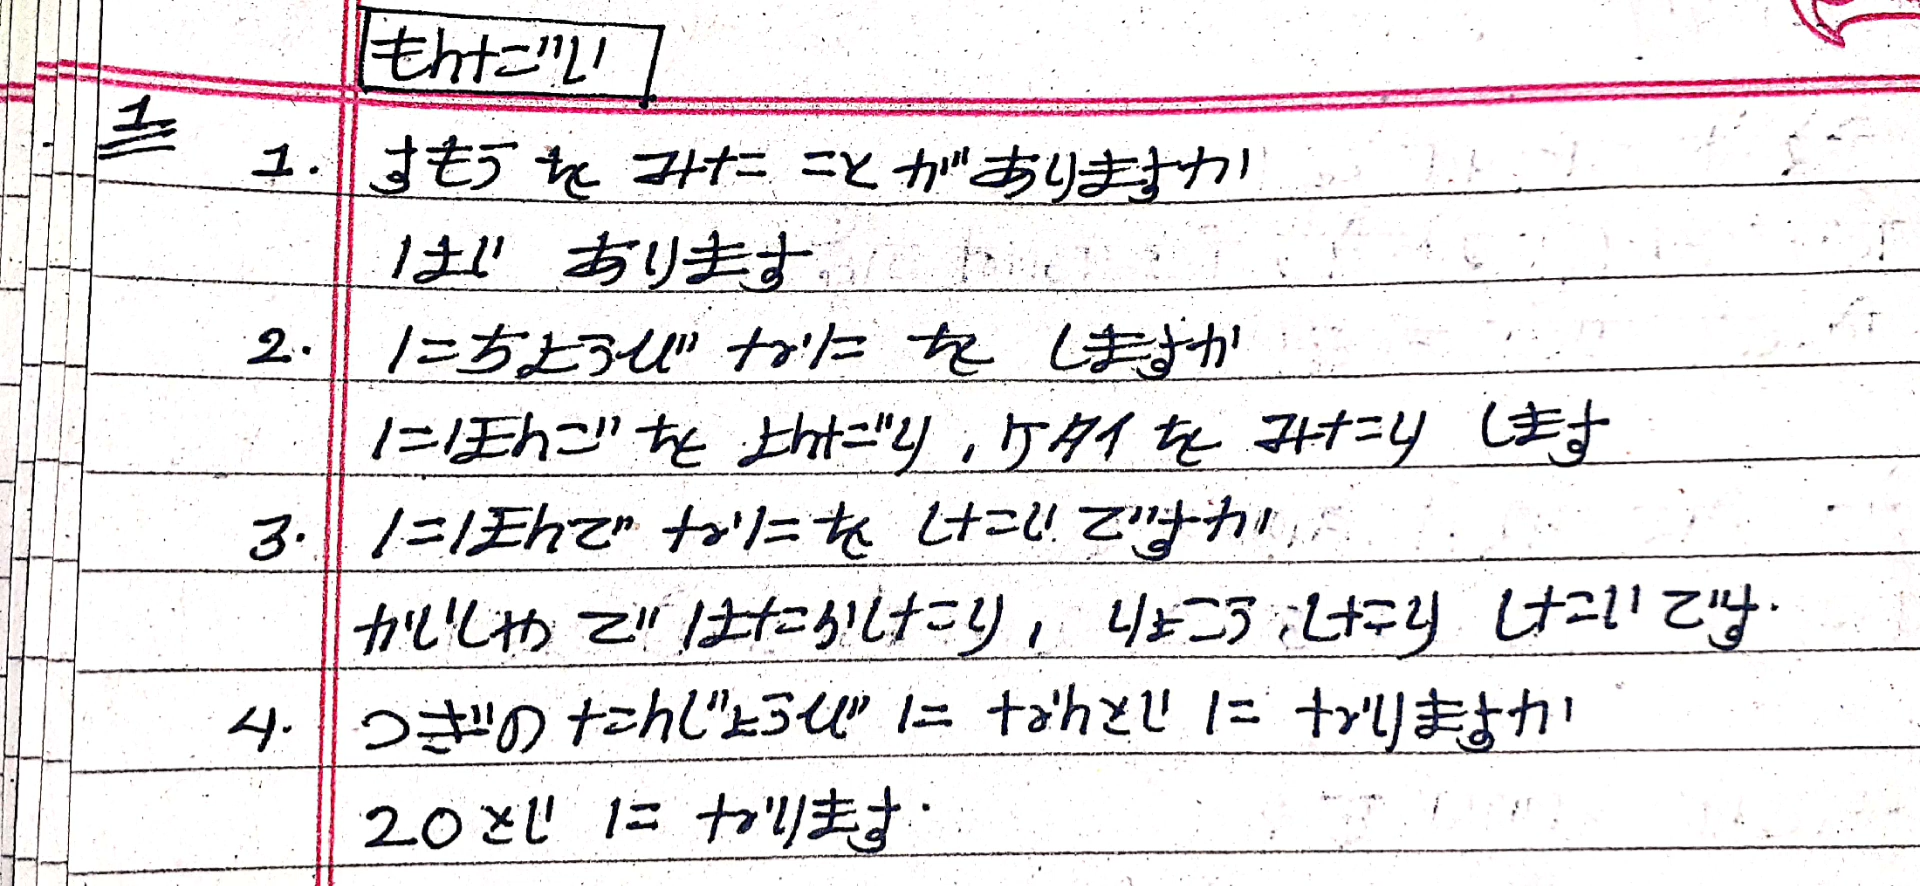 もんだい
1
1. すもう を みた こと が ありますか
はい あります
2. にちようび なに を しますか
にほんご を よんだり, ケタイ を みたり します
3. にほんで なに を したい ですか
かいしゃ で はたらいたり, りょこう したり したい です.
4. つぎの たんじょうび に なんさい に なりますか
20 さい に なります.